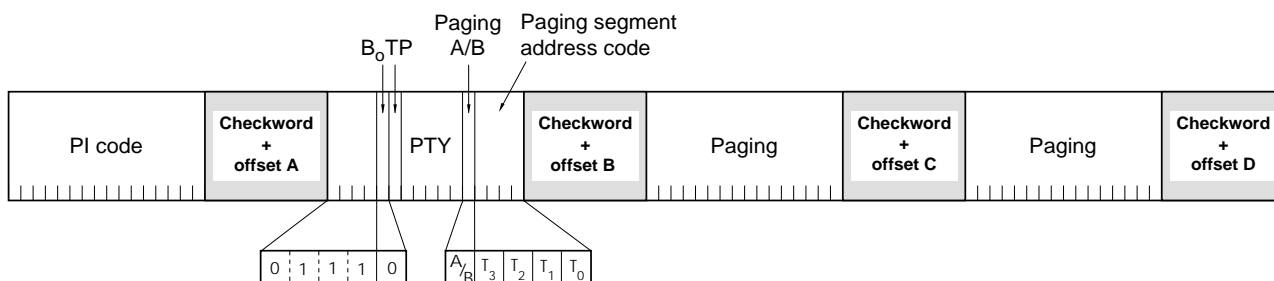 Paging
A/B
Paging segment
address code
BoTP
PI code
Checkword
+
offset A
PTY
Checkword
+
offset B
Paging
Checkword
+
offset C
Paging
Checkword
+
offset D
0 1 1 1 0
A/B T3 T2 T1 T0